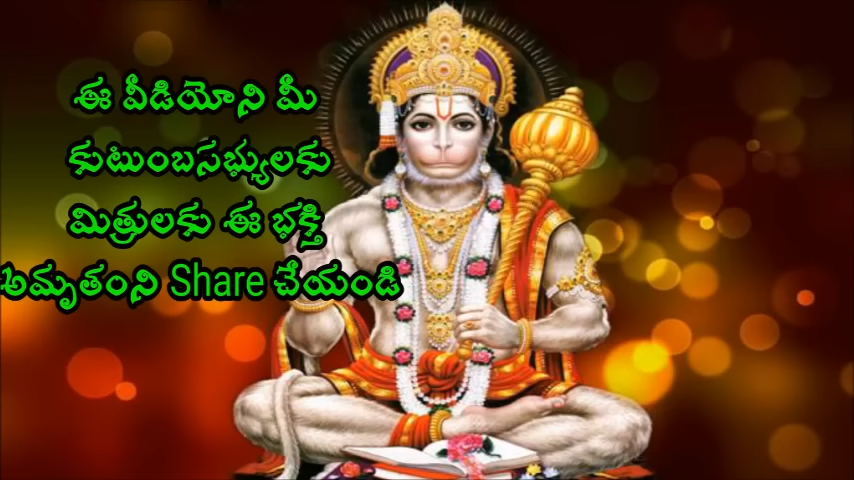 ఈ వీడియోని మీ
కుటుంబసభ్యులకు
మిత్రులకు ఈ భక్తి
అమృతంని Share చేయండి